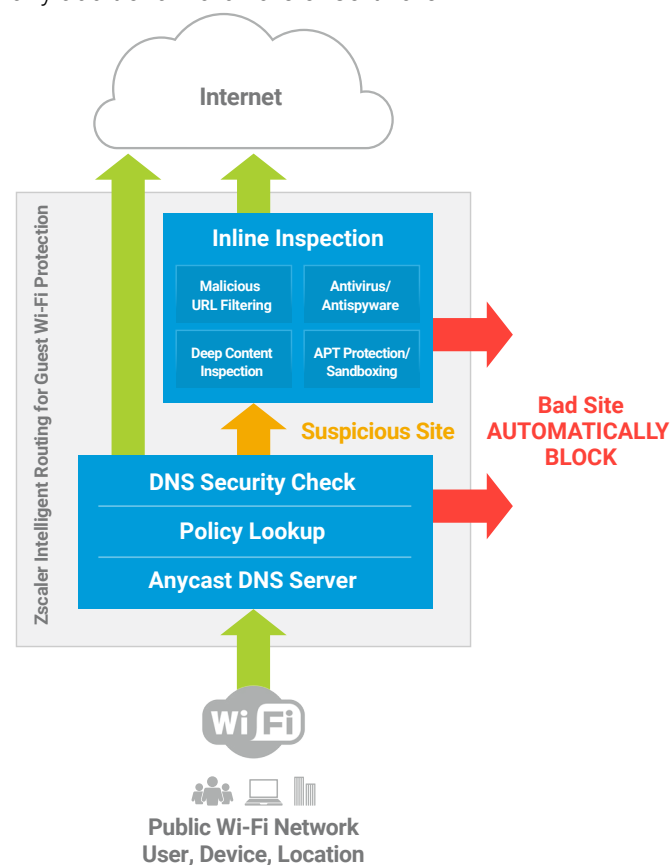 Internet
Zscaler Intelligent Routing for Guest Wi-Fi Protection
Inline Inspection
Malicious
URL Filtering
Antivirus/
Antispyware
Deep Content
Inspection
APT Protection/
Sandboxing
Suspicious Site
Bad Site
AUTOMATICALLY
BLOCK
DNS Security Check
Policy Lookup
Anycast DNS Server
Wi Fi
Public Wi-Fi Network
User, Device, Location